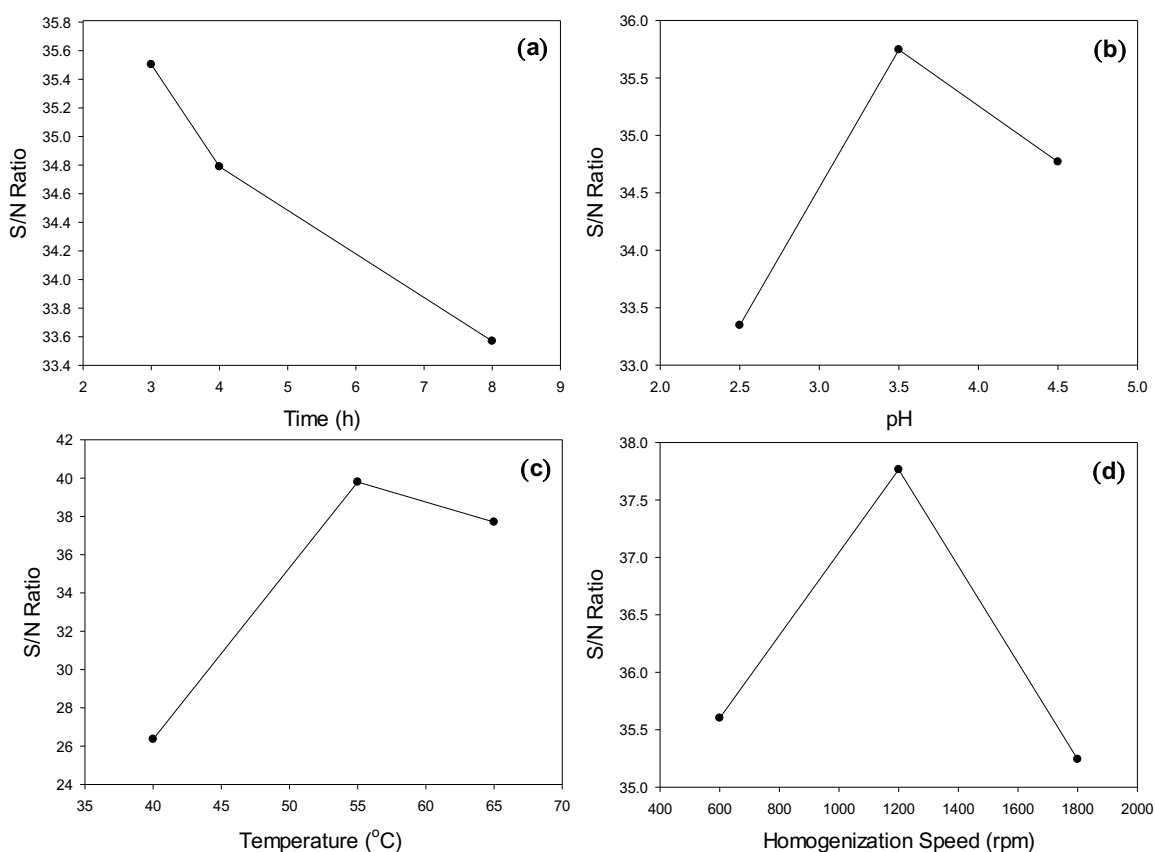 (a)
S/N Ratio
35.8
35.6
35.4
35.2
35.0
34.8
34.6
34.4
34.2
34.0
33.8
33.6
33.4
2 3 4 5 6 7 8 9
Time (h)
(b)
S/N Ratio
36.0
35.5
35.0
34.5
34.0
33.5
33.0
2.0 2.5 3.0 3.5 4.0 4.5 5.0
pH
(c)
S/N Ratio
42
40
38
36
34
32
30
28
26
24
35 40 45 50 55 60 65 70
Temperature (°C)
(d)
S/N Ratio
38.0
37.5
37.0
36.5
36.0
35.5
35.0
400 600 800 1000 1200 1400 1600 1800 2000
Homogenization Speed (rpm)